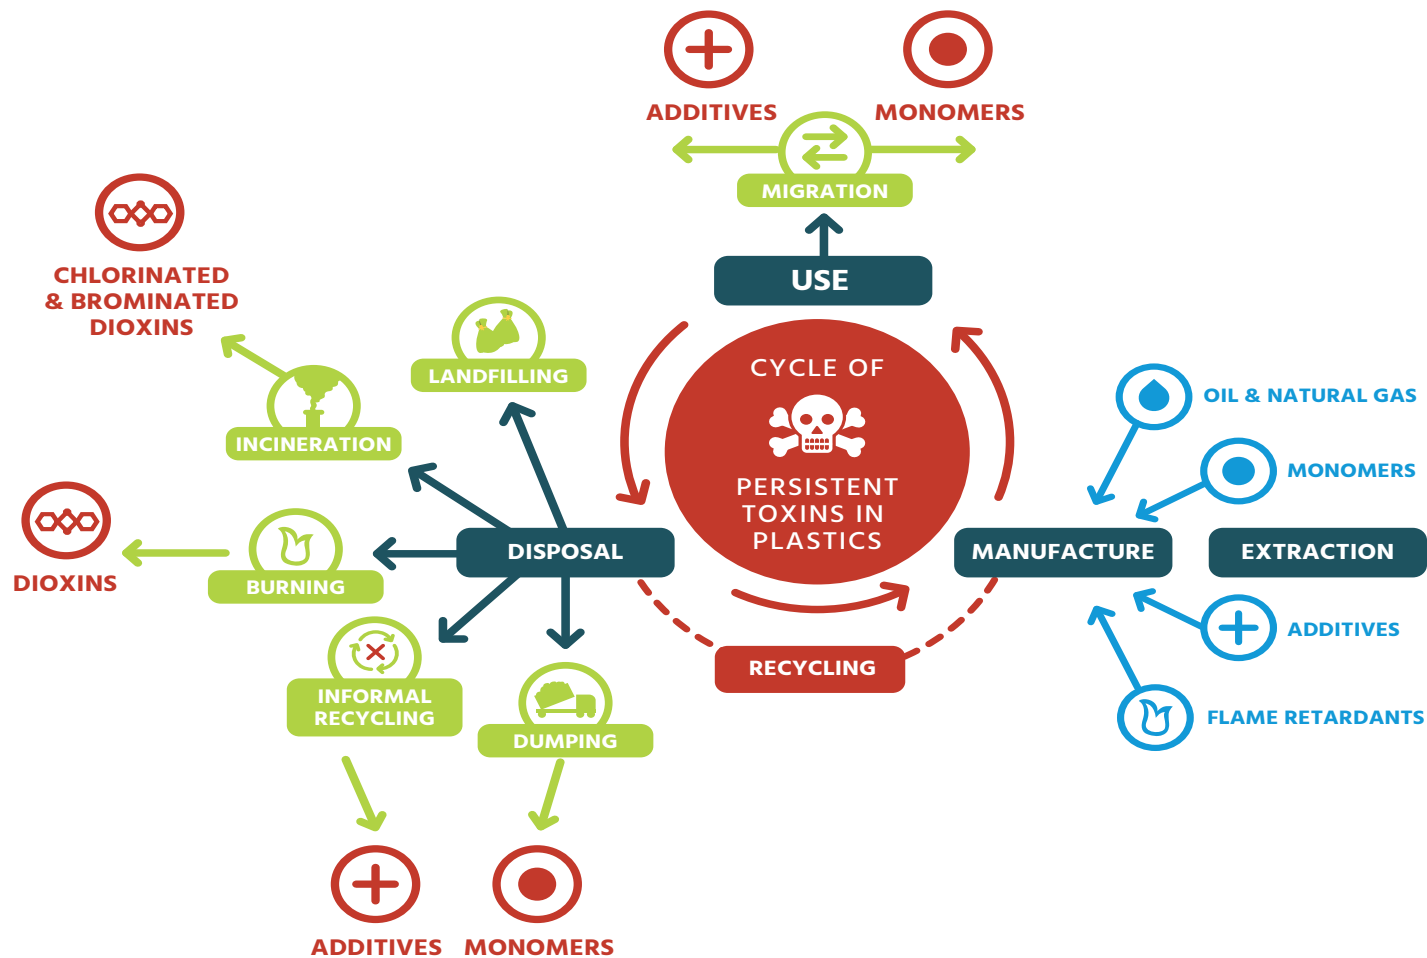 ADDITIVES
MONOMERS
MIGRATION
USE
CHLORINATED
& BROMINATED
DIOXINS
LANDFILLING
INCINERATION
CYCLE OF
PERSISTENT
TOXINS IN
PLASTICS
OIL & NATURAL GAS
MONOMERS
DIOXINS
BURNING
DISPOSAL
MANUFACTURE
EXTRACTION
ADDITIVES
INFORMAL
RECYCLING
DUMPING
RECYCLING
FLAME RETARDANTS
ADDITIVES
MONOMERS